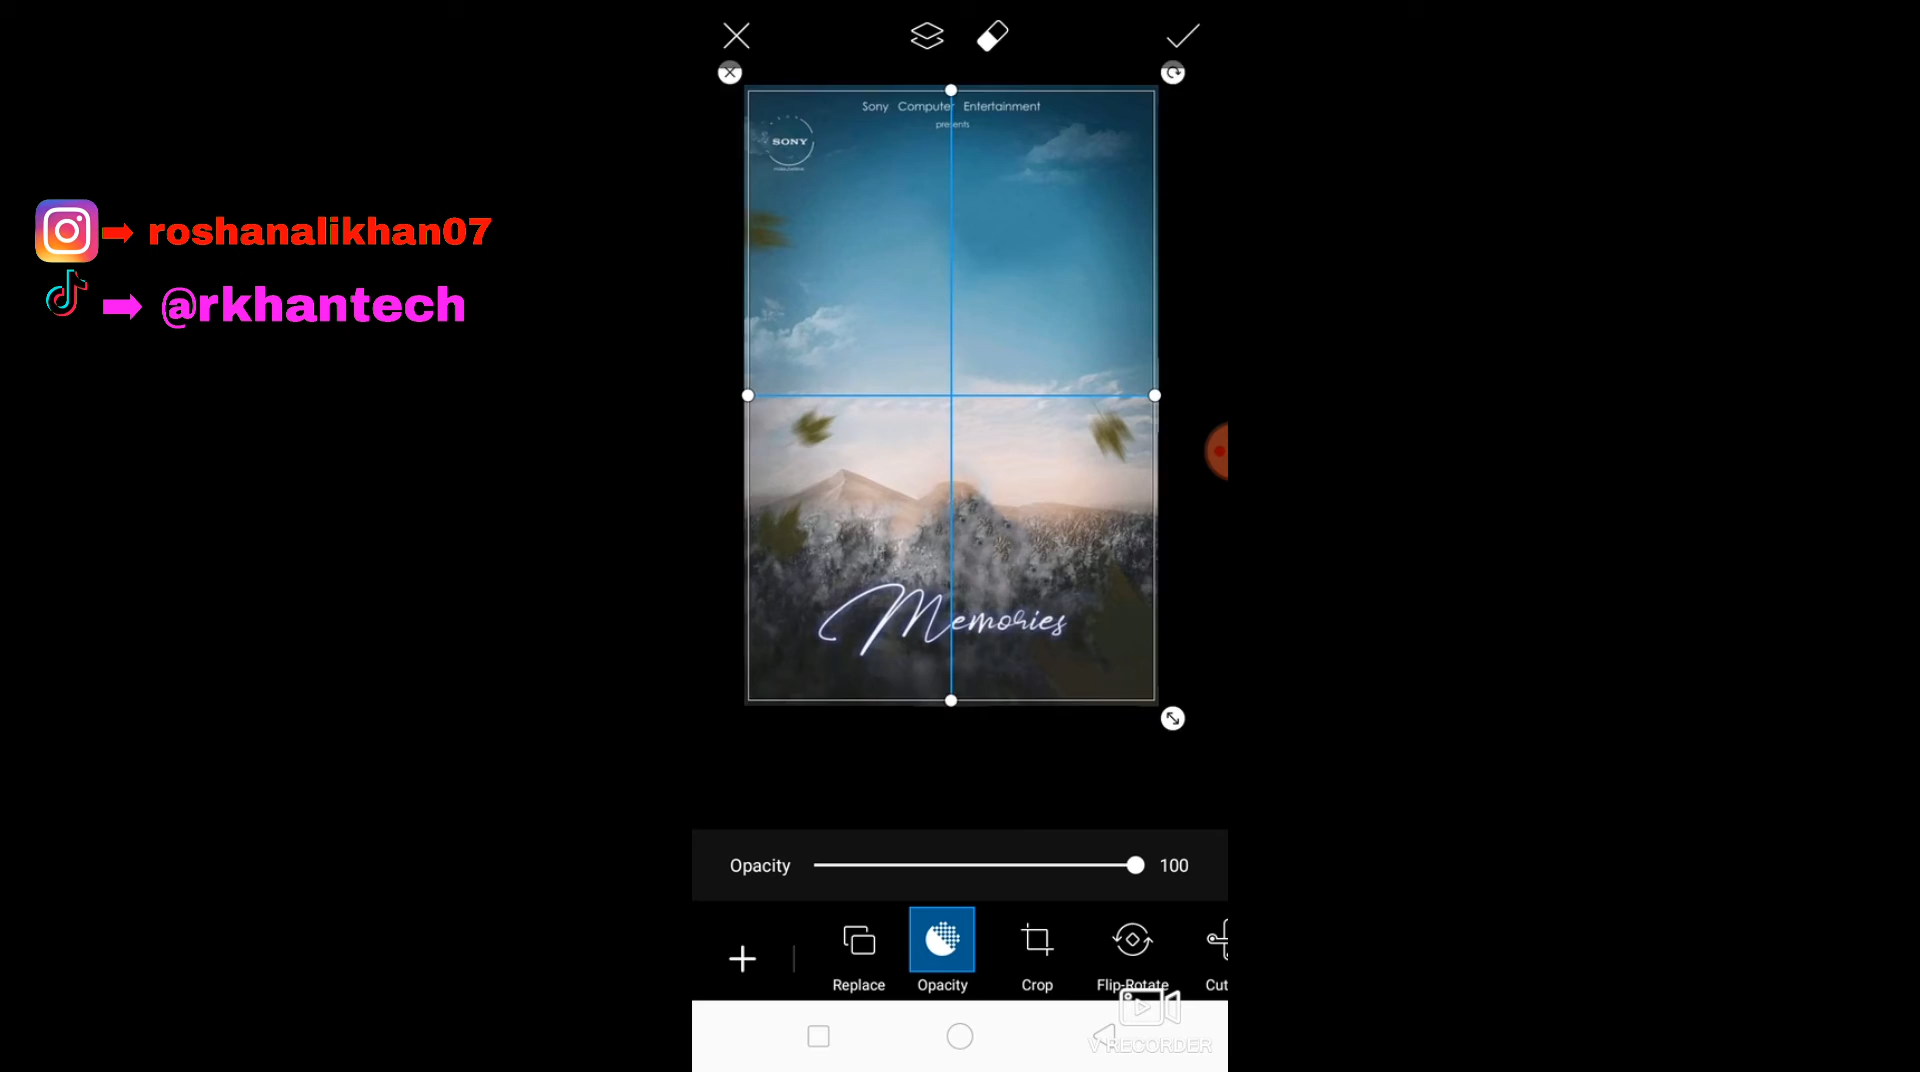 roshanalikhan07
@rkhantech
Sony Computer Entertainment
presents
SONY
Memories
Opacity 100
Replace
Opacity
Crop
Flip-Rotate
Cut
V RECORDER